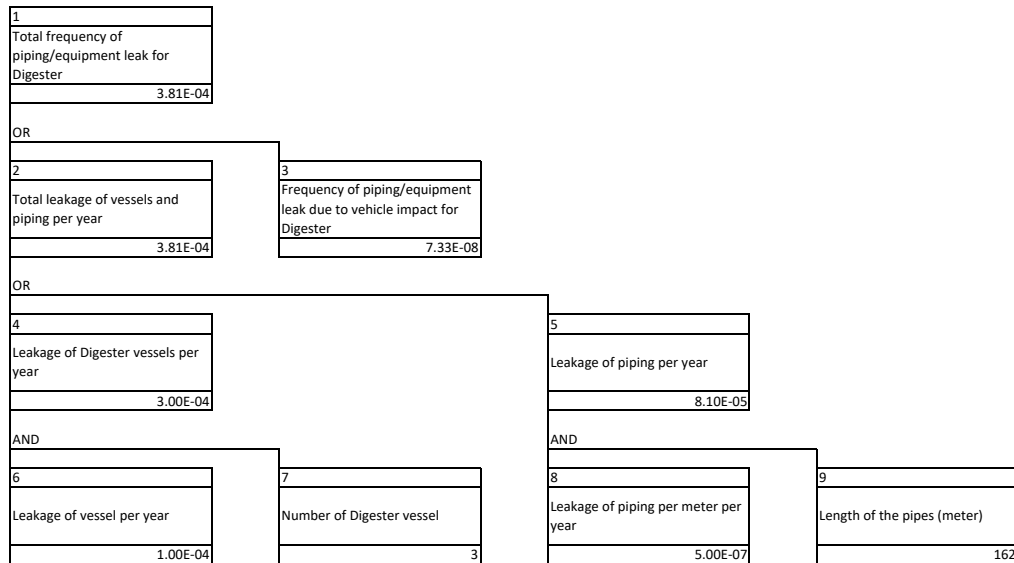 1
Total frequency of
piping/equipment leak for
Digester
3.81E-04
OR
2
Total leakage of vessels and
piping per year
3.81E-04
3
Frequency of piping/equipment
leak due to vehicle impact for
Digester
7.33E-08
OR
4
Leakage of Digester vessels per
year
3.00E-04
5
Leakage of piping per year
8.10E-05
AND
AND
6
Leakage of vessel per year
1.00E-04
7
Number of Digester vessel
3
8
Leakage of piping per meter per
year
5.00E-07
9
Length of the pipes (meter)
162